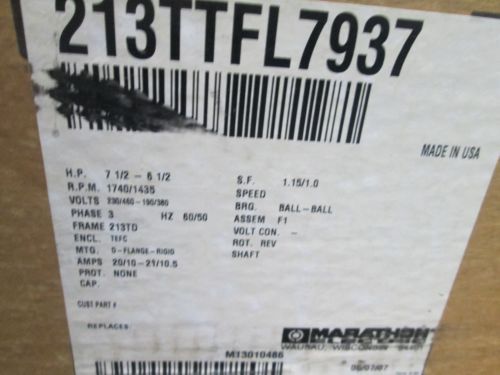 213TTFL7937
MADE IN USA
H.P. 7 1/2 - 6 1/2
R.P.M. 1740/1435
VOLTS 230/460-190/380
PHASE 3 HZ 60/50
FRAME 213TD
ENCL. TEFC
MTG. D-FLANGE-RIGID
AMPS 20/10-21/10.5
PROT. NONE
CAP.
S.F. 1.15/1.0
SPEED
BRG. BALL-BALL
ASSEM F1
VOLT CON. -
ROT. REV
SHAFT
CUST PART #
REPLACES
MARATHON
ELECTRIC
WAUSAU, WISCONSIN
M13010486